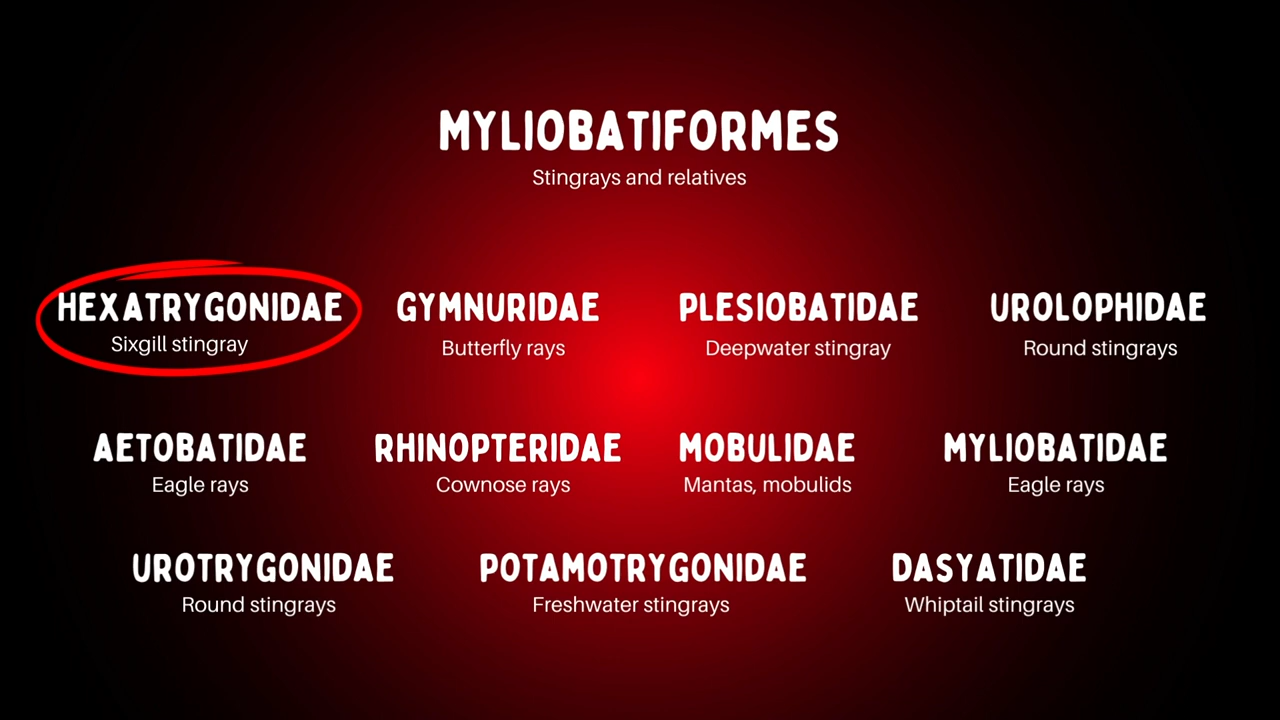 MYLIOBATIFORMES
Stingrays and relatives
HEXATRYGONIDAE GYMNURIDAE PLESIOBATIDAE UROLOPHIDAE
Sixgill stingray Butterfly rays Deepwater stingray Round stingrays
AETOBATIDAE RHINOPTERIDAE MOBULIDAE MYLIOBATIDAE
Eagle rays Cownose rays Mantas, mobulids Eagle rays
UROTRYGONIDAE POTAMOTRYGONIDAE DASYATIDAE
Round stingrays Freshwater stingrays Whiptail stingrays